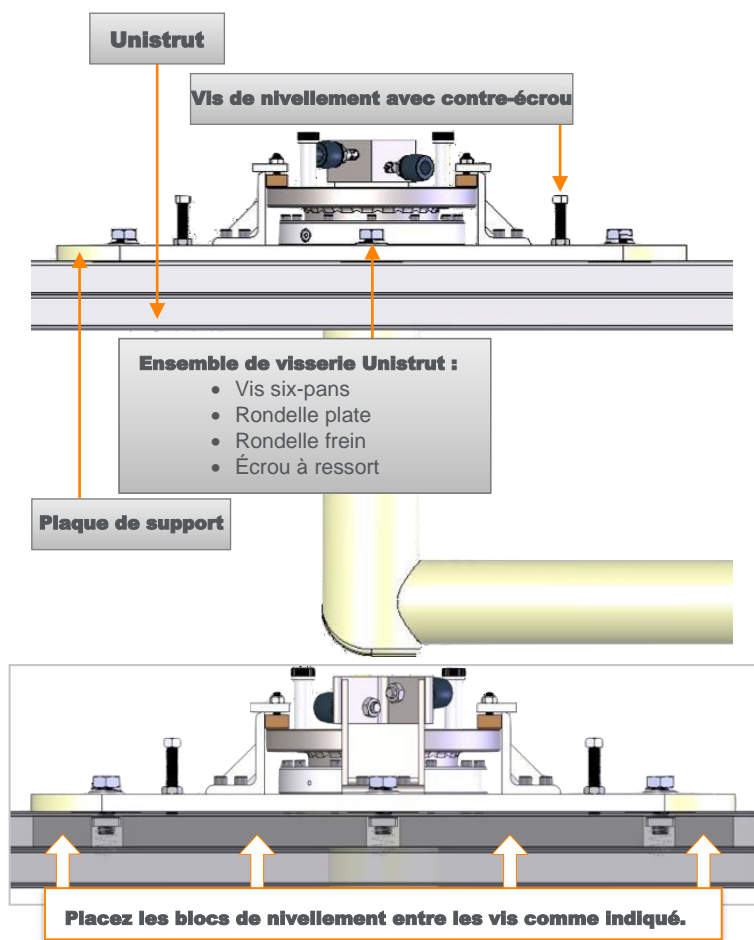 Unistrut
Vis de nivellement avec contre-écrou
Ensemble de visserie Unistrut :
• Vis six-pans
• Rondelle plate
• Rondelle frein
• Écrou à ressort
Plaque de support
Placez les blocs de nivellement entre les vis comme indiqué.